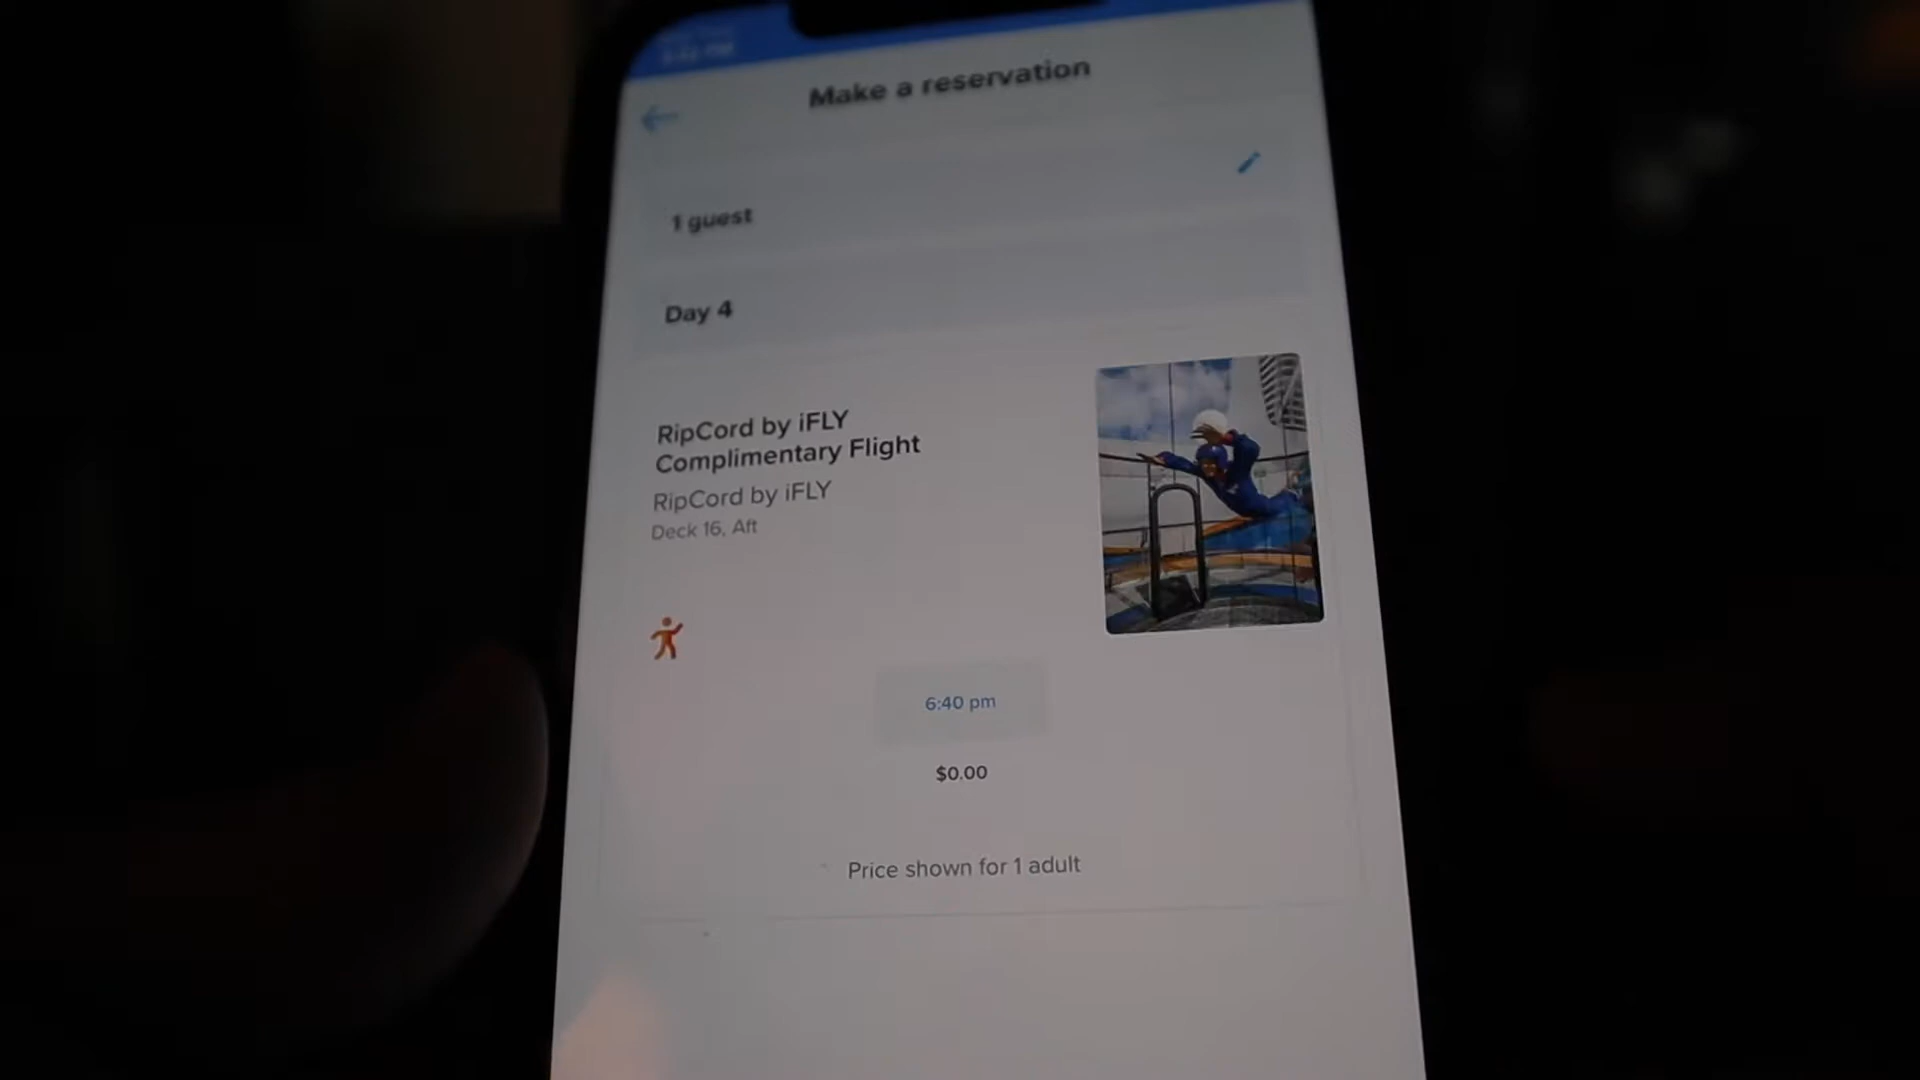 Make a reservation
1 guest
Day 4
RipCord by iFLY
Complimentary Flight
RipCord by iFLY
Deck 16, Aft
6:40 pm
$0.00
Price shown for 1 adult